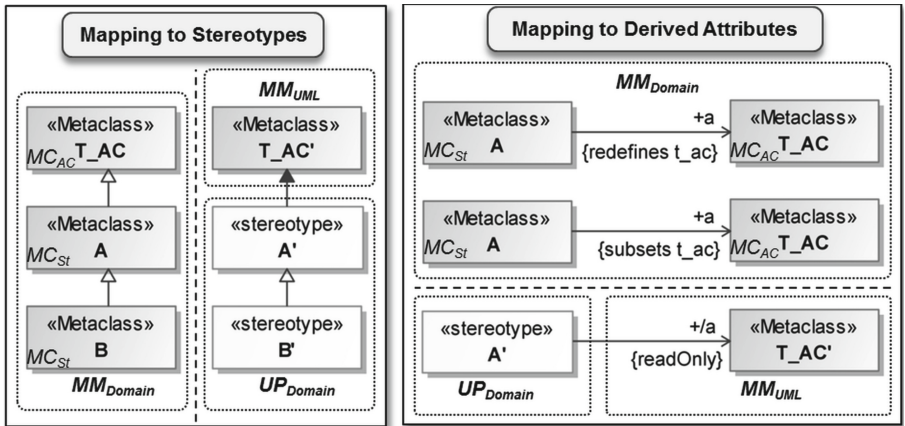 Mapping to Stereotypes
«Metaclass»
MC_AC T_AC
«Metaclass»
MC_St A
«Metaclass»
MC_St B
MM_Domain
MM_UML
«Metaclass»
T_AC'
«stereotype»
A'
«stereotype»
B'
UP_Domain
Mapping to Derived Attributes
MM_Domain
«Metaclass»
MC_St A
+a
{redefines t_ac}
«Metaclass»
MC_AC T_AC
«Metaclass»
MC_St A
+a
{subsets t_ac}
«Metaclass»
MC_AC T_AC
«stereotype»
A'
UP_Domain
+/a
{readOnly}
«Metaclass»
T_AC'
MM_UML